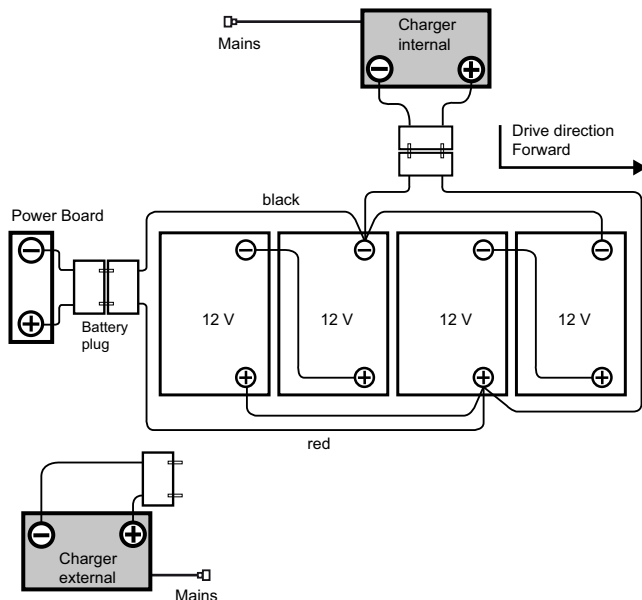 Charger
internal
Mains
Drive direction
Forward
black
Power Board
12 V
12 V
12 V
12 V
Battery
plug
red
Charger
external
Mains